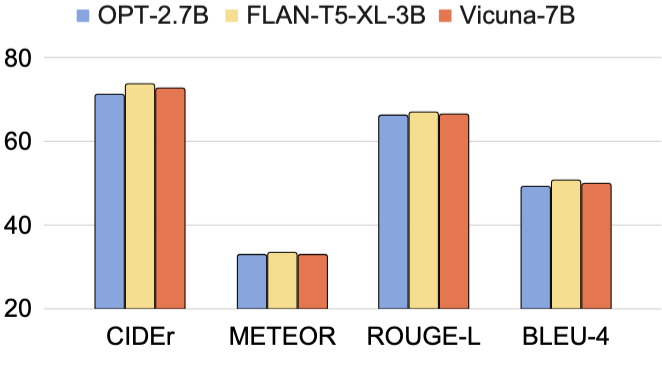 OPT-2.7B FLAN-T5-XL-3B Vicuna-7B
80
60
40
20
CIDEr METEOR ROUGE-L BLEU-4